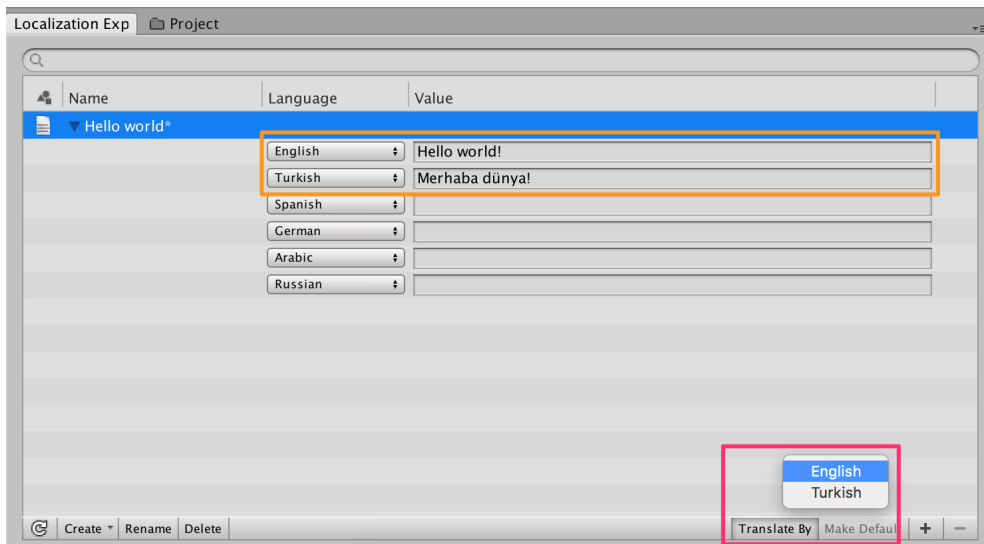 Localization Exp Project
Name Language Value
Hello world*
English Hello world!
Turkish Merhaba dünya!
Spanish
German
Arabic
Russian
English
Turkish
Create Rename Delete Translate By Make Default